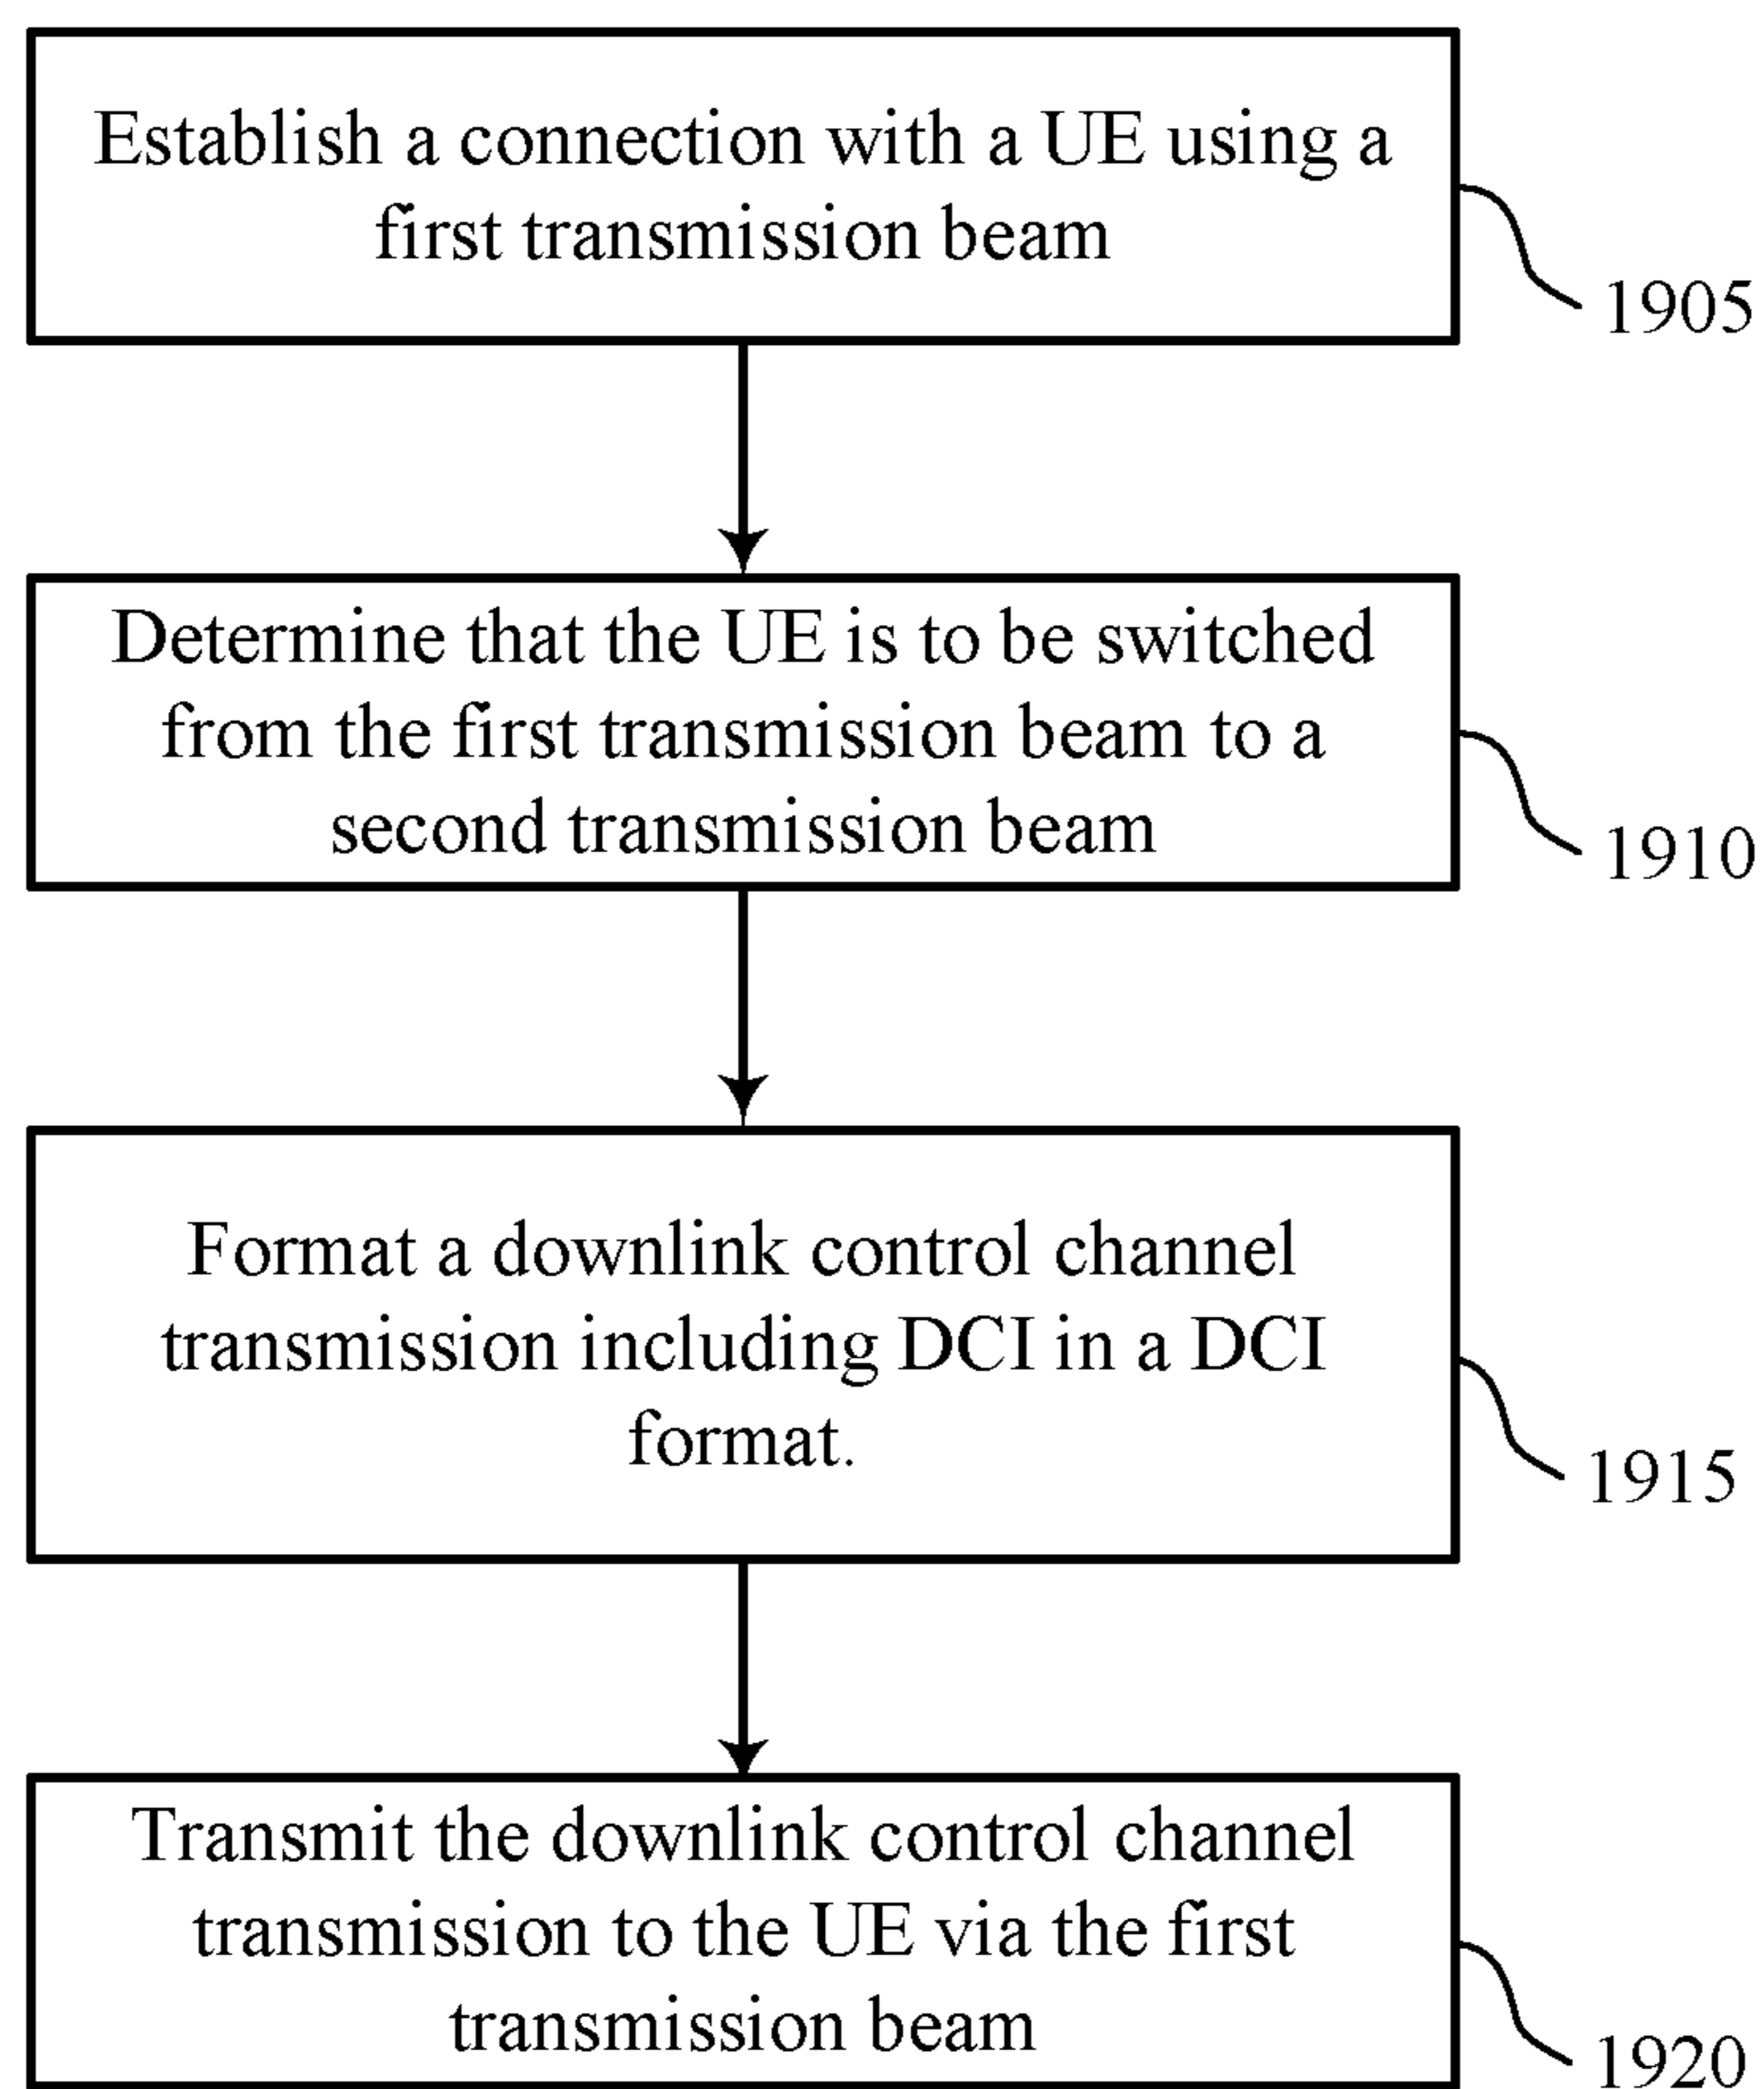 Establish a connection with a UE using a
first transmission beam
1905
Determine that the UE is to be switched
from the first transmission beam to a
second transmission beam
1910
Format a downlink control channel
transmission including DCI in a DCI
format.
1915
Transmit the downlink control channel
transmission to the UE via the first
transmission beam
1920